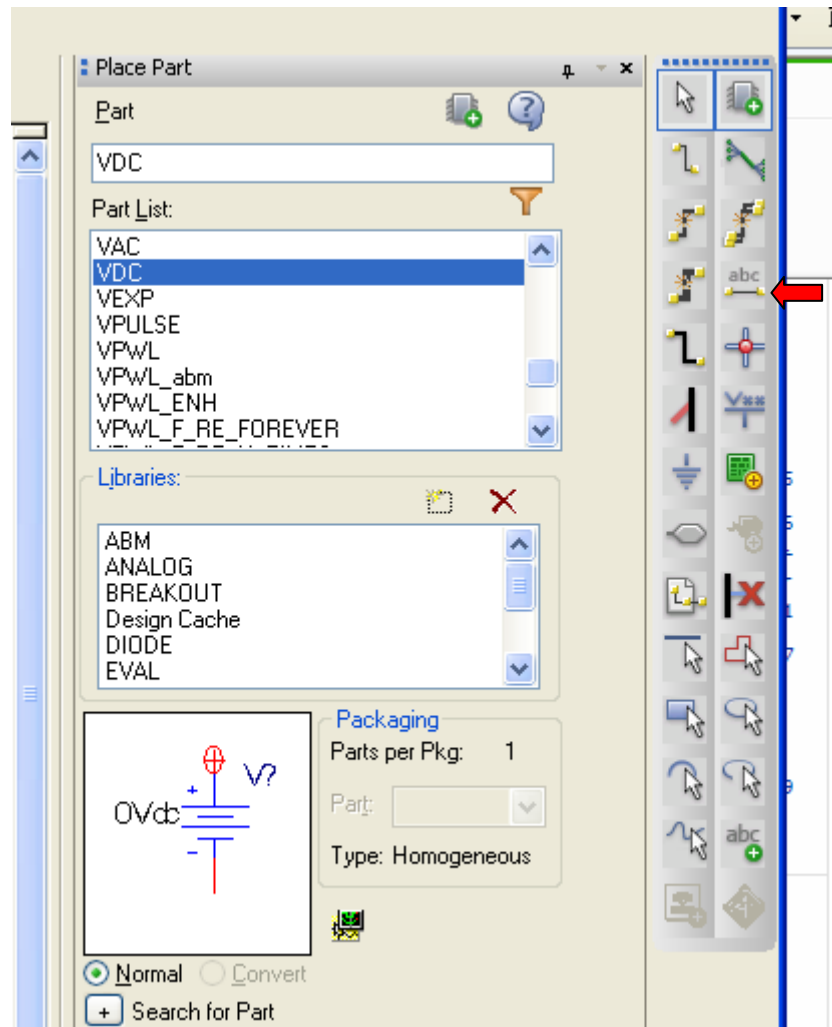 Place Part
Part
VDC
Part List:
VAC
VDC
VEXP
VPULSE
VPWL
VPWL_abm
VPWL_ENH
VPWL_F_RE_FOREVER
Libraries:
ABM
ANALOG
BREAKOUT
Design Cache
DIODE
EVAL
Packaging
Parts per Pkg: 1
Part:
Type: Homogeneous
V?
+
0Vdc
-
Normal Convert
+ Search for Part
abc
V**
abc